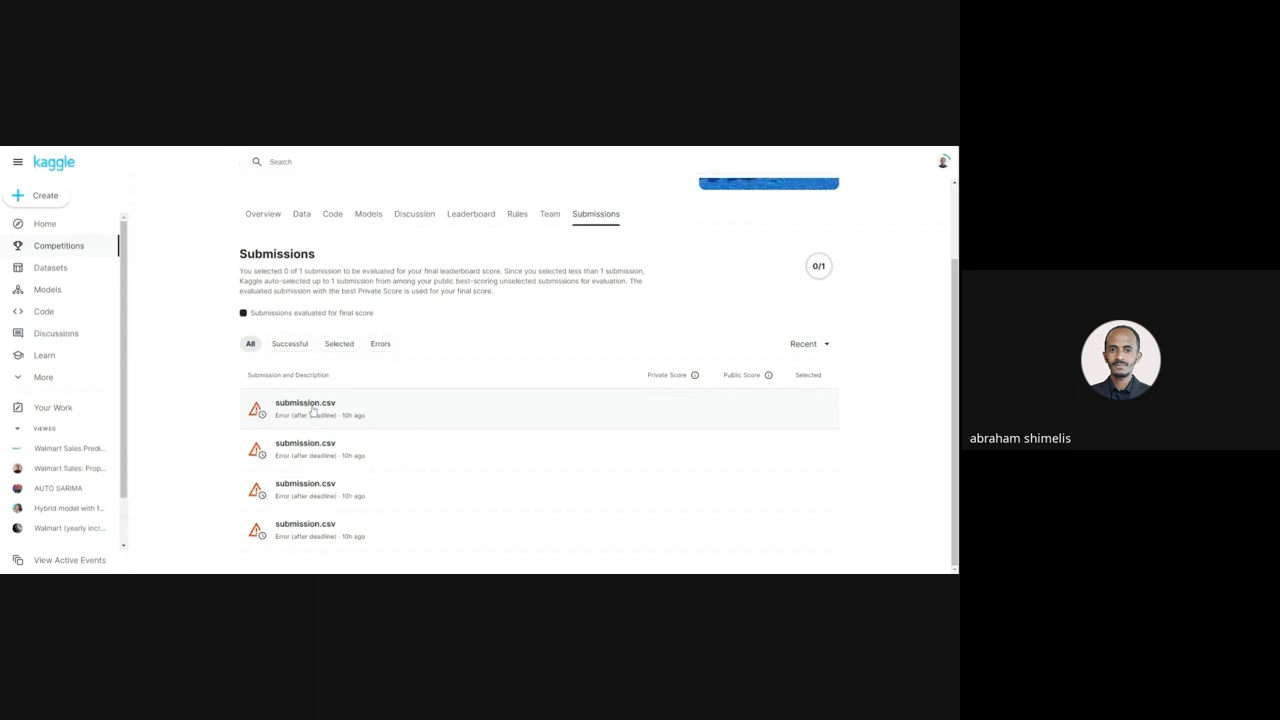 kaggle
Search
Create
Home
Competitions
Datasets
Models
Code
Discussions
Learn
More
Your Work
VIEWED
Walmart Sales Predi...
Walmart Sales: Prop...
AUTO SARIMA
Hybrid model with f...
Walmart (yearly incr...
View Active Events
Overview Data Code Models Discussion Leaderboard Rules Team Submissions
Submissions
You selected 0 of 1 submission to be evaluated for your final leaderboard score. Since you selected less than 1 submission,
Kaggle auto-selected up to 1 submission from among your public best-scoring unselected submissions for evaluation. The
evaluated submission with the best Private Score is used for your final score.
0/1
Submissions evaluated for final score
All Successful Selected Errors
Recent
Submission and Description Private Score Public Score Selected
submission.csv
Error (after deadline) · 10h ago
submission.csv
Error (after deadline) · 10h ago
submission.csv
Error (after deadline) · 10h ago
submission.csv
Error (after deadline) · 10h ago
abraham shimelis